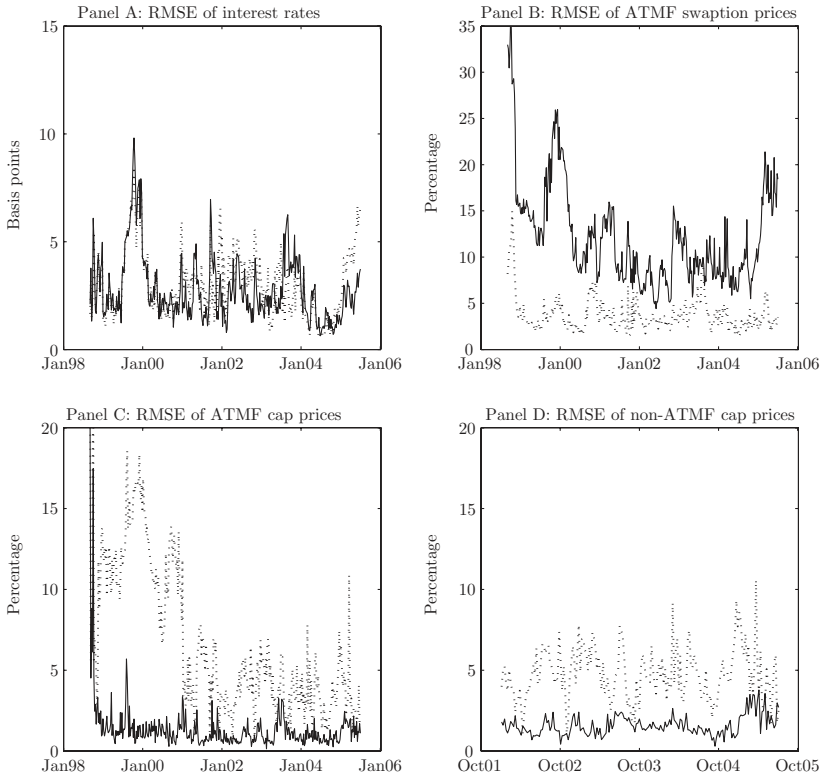 Panel A: RMSE of interest rates
15
10
5
0
Basis points
Jan98 Jan00 Jan02 Jan04 Jan06
Panel B: RMSE of ATMF swaption prices
35
30
25
20
15
10
5
0
Percentage
Jan98 Jan00 Jan02 Jan04 Jan06
Panel C: RMSE of ATMF cap prices
20
15
10
5
0
Percentage
Jan98 Jan00 Jan02 Jan04 Jan06
Panel D: RMSE of non-ATMF cap prices
20
15
10
5
0
Percentage
Oct01 Oct02 Oct03 Oct04 Oct05